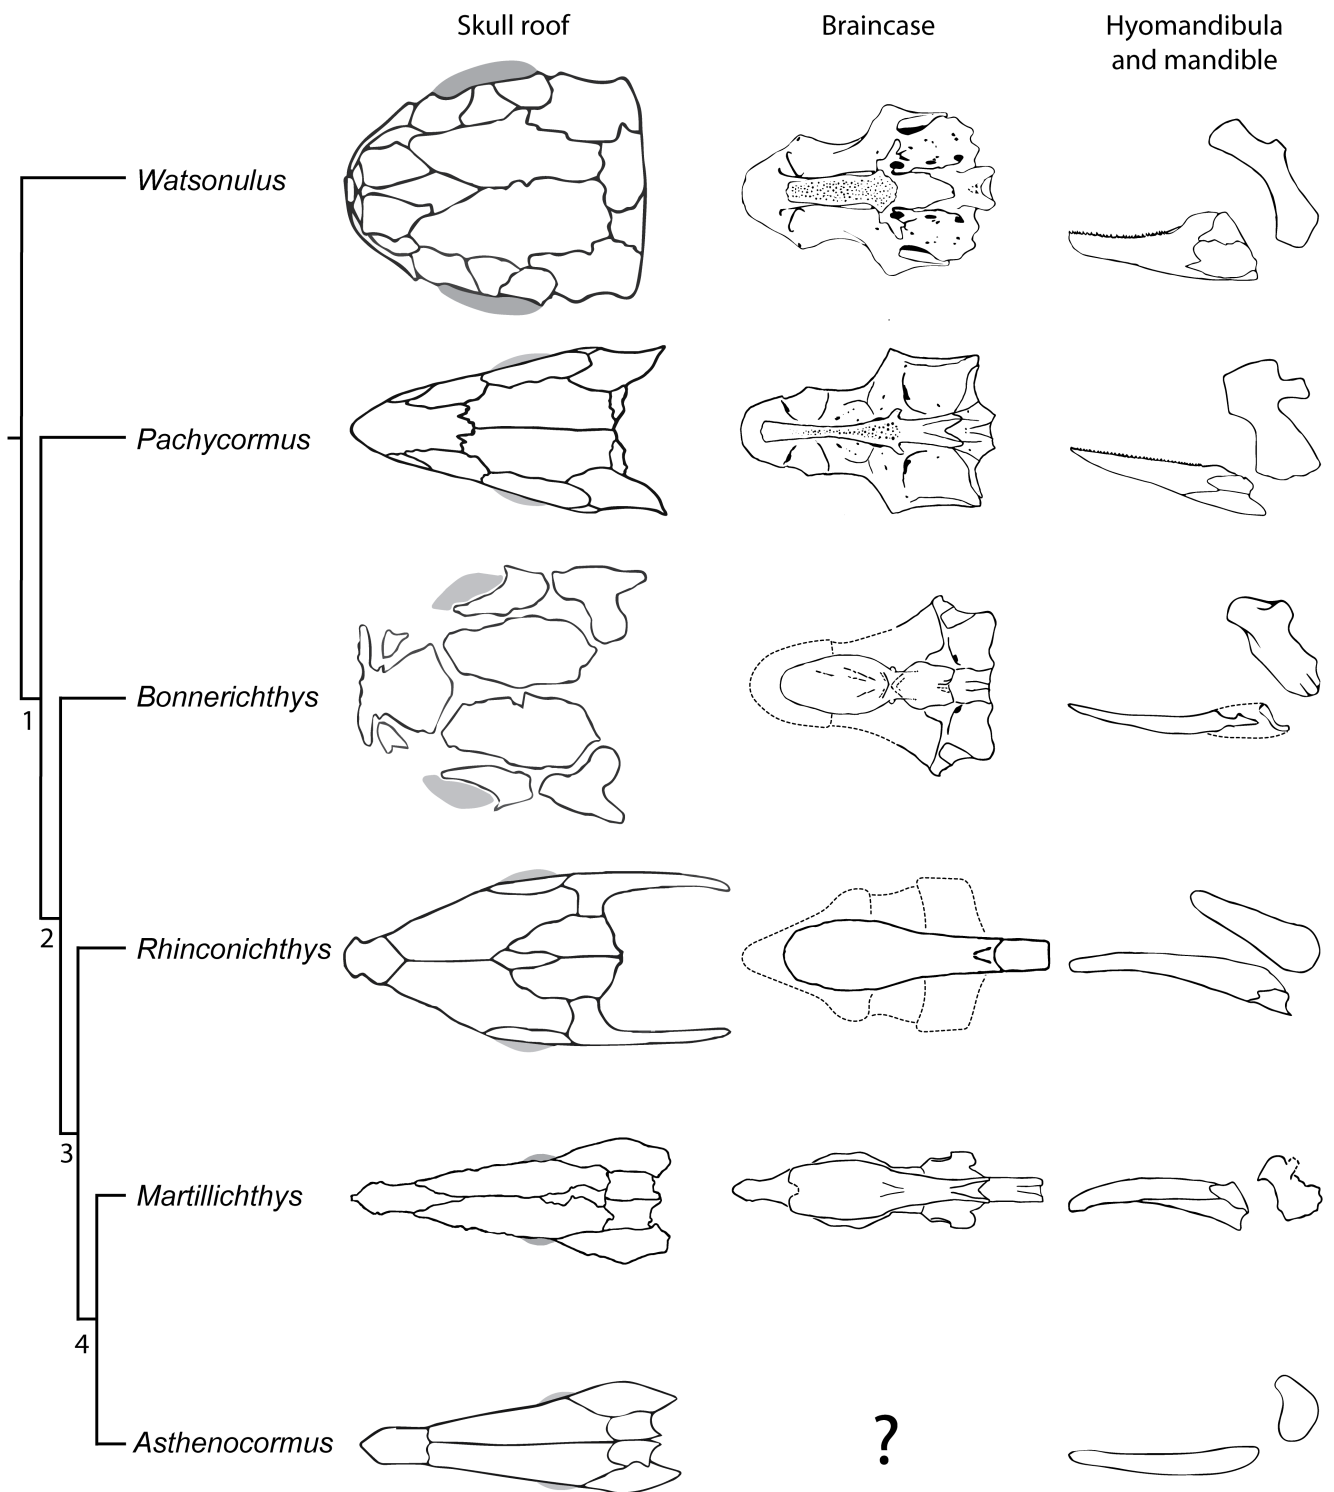 Skull roof
Braincase
Hyomandibula
and mandible
Watsonulus
Pachycormus
Bonnerichthys
1
Rhinconichthys
2
3
Martillichthys
4
Asthenocormus
?